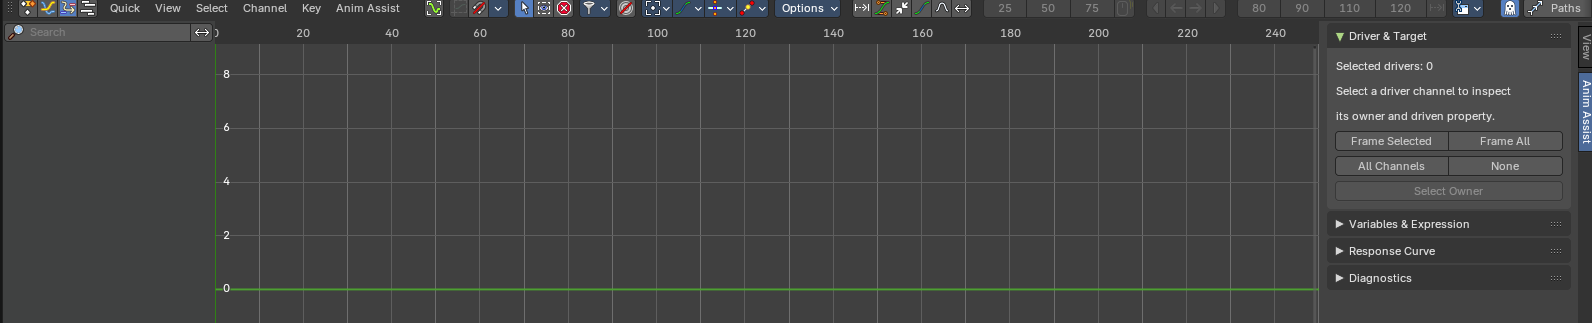 Quick View Select Channel Key Anim Assist Options 25 50 75 80 90 110 120 Paths
Search
0 20 40 60 80 100 120 140 160 180 200 220 240
8
6
4
2
0
Driver & Target
Selected drivers: 0
Select a driver channel to inspect
its owner and driven property.
Frame Selected Frame All
All Channels None
Select Owner
Variables & Expression
Response Curve
Diagnostics
View
Anim Assist